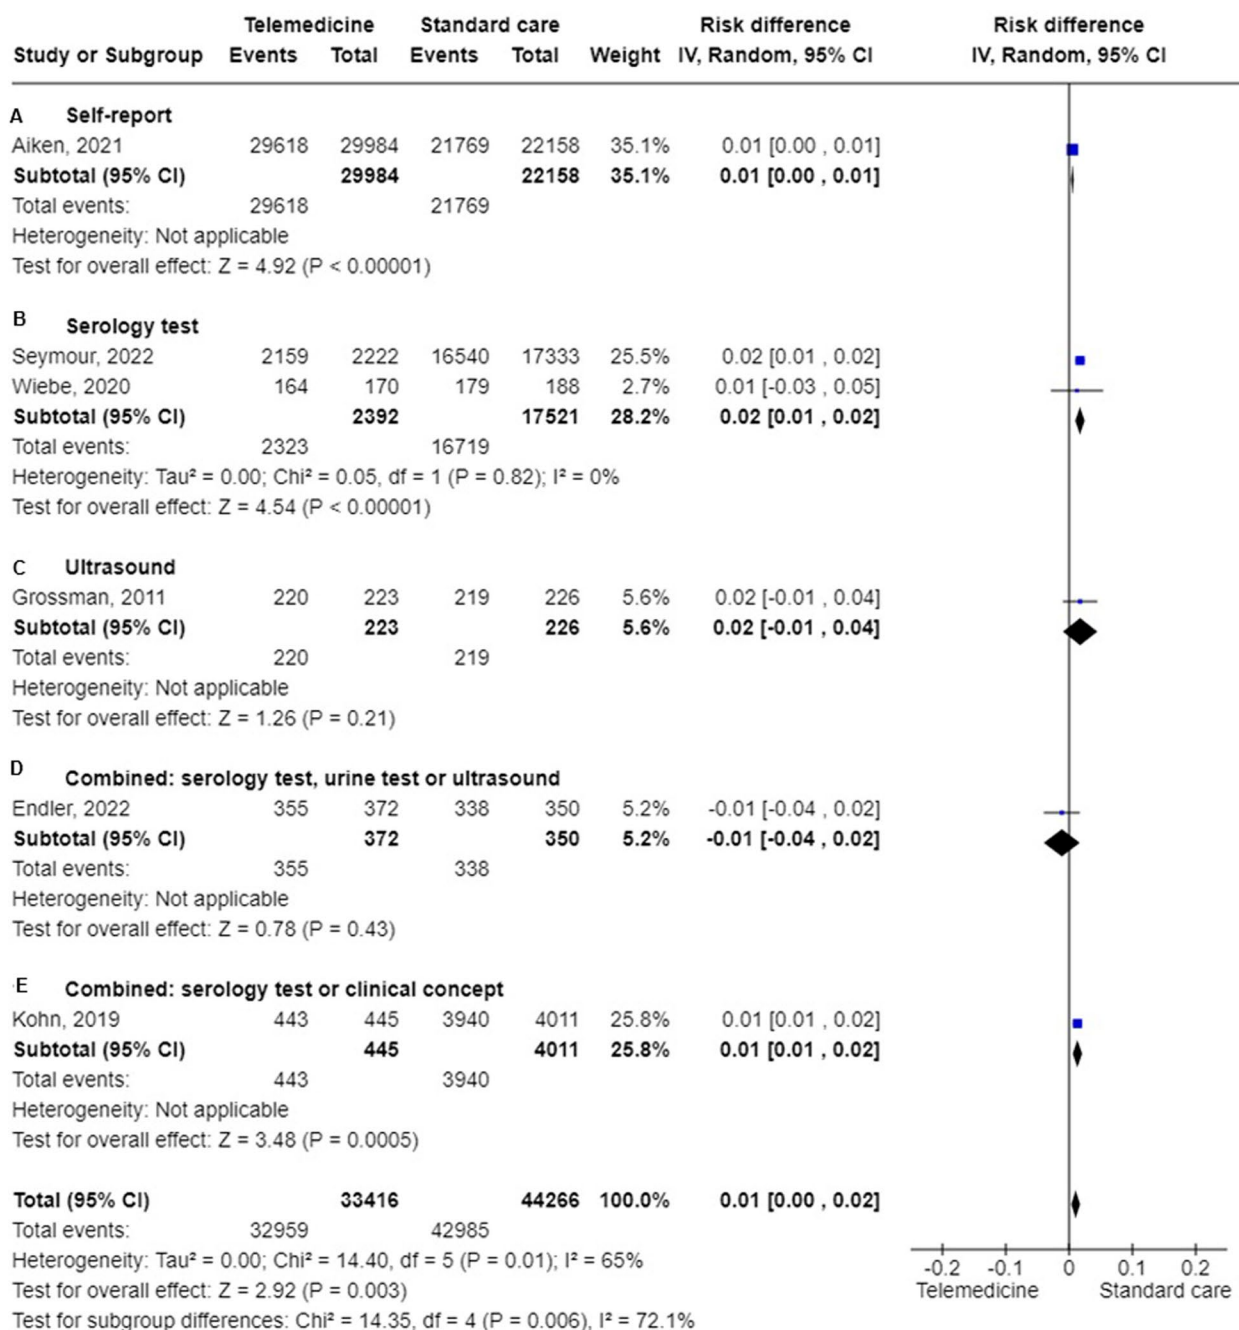 Telemedicine Standard care Risk difference Risk difference
Study or Subgroup Events Total Events Total Weight IV, Random, 95% CI IV, Random, 95% CI
A Self-report
Aiken, 2021 29618 29984 21769 22158 35.1% 0.01 [0.00 , 0.01]
Subtotal (95% CI) 29984 22158 35.1% 0.01 [0.00 , 0.01]
Total events: 29618 21769
Heterogeneity: Not applicable
Test for overall effect: Z = 4.92 (P < 0.00001)
B Serology test
Seymour, 2022 2159 2222 16540 17333 25.5% 0.02 [0.01 , 0.02]
Wiebe, 2020 164 170 179 188 2.7% 0.01 [-0.03 , 0.05]
Subtotal (95% CI) 2392 17521 28.2% 0.02 [0.01 , 0.02]
Total events: 2323 16719
Heterogeneity: Tau² = 0.00; Chi² = 0.05, df = 1 (P = 0.82); I² = 0%
Test for overall effect: Z = 4.54 (P < 0.00001)
C Ultrasound
Grossman, 2011 220 223 219 226 5.6% 0.02 [-0.01 , 0.04]
Subtotal (95% CI) 223 226 5.6% 0.02 [-0.01 , 0.04]
Total events: 220 219
Heterogeneity: Not applicable
Test for overall effect: Z = 1.26 (P = 0.21)
D Combined: serology test, urine test or ultrasound
Endler, 2022 355 372 338 350 5.2% -0.01 [-0.04 , 0.02]
Subtotal (95% CI) 372 350 5.2% -0.01 [-0.04 , 0.02]
Total events: 355 338
Heterogeneity: Not applicable
Test for overall effect: Z = 0.78 (P = 0.43)
E Combined: serology test or clinical concept
Kohn, 2019 443 445 3940 4011 25.8% 0.01 [0.01 , 0.02]
Subtotal (95% CI) 445 4011 25.8% 0.01 [0.01 , 0.02]
Total events: 443 3940
Heterogeneity: Not applicable
Test for overall effect: Z = 3.48 (P = 0.0005)
Total (95% CI) 33416 44266 100.0% 0.01 [0.00 , 0.02]
Total events: 32959 42985
Heterogeneity: Tau² = 0.00; Chi² = 14.40, df = 5 (P = 0.01); I² = 65%
Test for overall effect: Z = 2.92 (P = 0.003)
Test for subgroup differences: Chi² = 14.35, df = 4 (P = 0.006), I² = 72.1%
-0.2 -0.1 0 0.1 0.2
Telemedicine Standard care